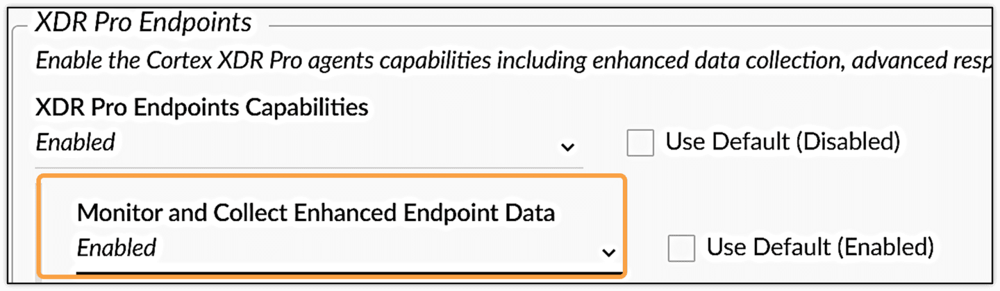 XDR Pro Endpoints
Enable the Cortex XDR Pro agents capabilities including enhanced data collection, advanced resp
XDR Pro Endpoints Capabilities
Enabled
Use Default (Disabled)
Monitor and Collect Enhanced Endpoint Data
Enabled
Use Default (Enabled)